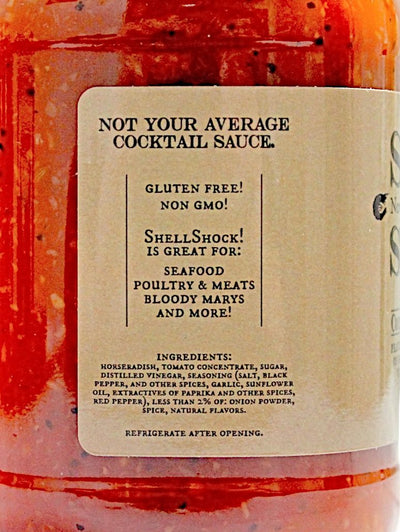 NOT YOUR AVERAGE
COCKTAIL SAUCE.
GLUTEN FREE!
NON GMO!
SHELLSHOCK!
IS GREAT FOR:
SEAFOOD
POULTRY & MEATS
BLOODY MARYS
AND MORE!
INGREDIENTS:
HORSERADISH, TOMATO CONCENTRATE, SUGAR,
DISTILLED VINEGAR, SEASONING (SALT, BLACK
PEPPER, AND OTHER SPICES, GARLIC, SUNFLOWER
OIL, EXTRACTIVES OF PAPRIKA AND OTHER SPICES,
RED PEPPER), LESS THAN 2% OF: ONION POWDER,
SPICE, NATURAL FLAVORS.
REFRIGERATE AFTER OPENING.